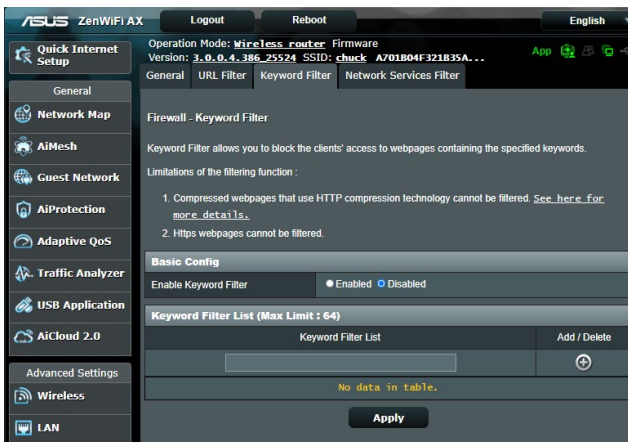 ASUS ZenWiFi AX Logout Reboot English
Quick Internet Setup
Operation Mode: Wireless router Firmware
Version: 3.0.0.4.386_25524 SSID: chuck A701B04F321B35A...
App
General URL Filter Keyword Filter Network Services Filter
General
Network Map
AiMesh
Guest Network
AiProtection
Adaptive QoS
Traffic Analyzer
USB Application
AiCloud 2.0
Advanced Settings
Wireless
LAN
Firewall - Keyword Filter
Keyword Filter allows you to block the clients' access to webpages containing the specified keywords.
Limitations of the filtering function :
1. Compressed webpages that use HTTP compression technology cannot be filtered. See here for
more details.
2. Https webpages cannot be filtered.
Basic Config
Enable Keyword Filter Enabled Disabled
Keyword Filter List (Max Limit : 64)
Keyword Filter List Add / Delete
No data in table.
Apply